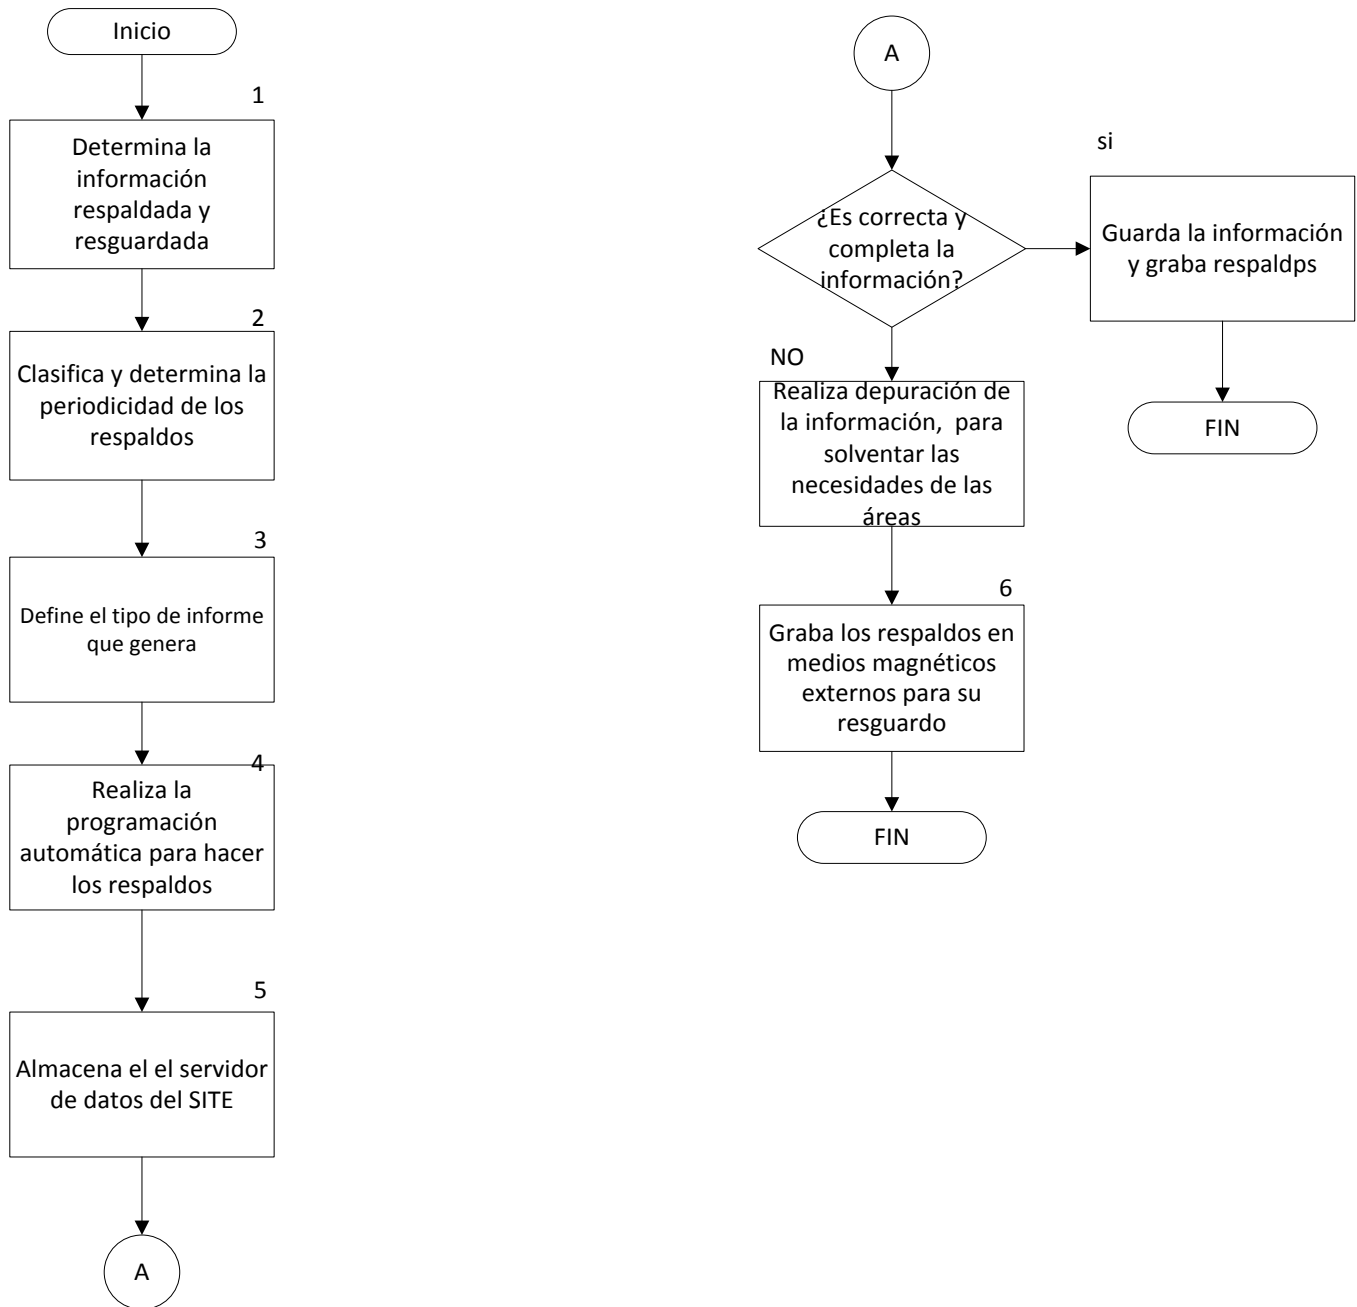 Inicio
1
Determina la
información
respaldada y
resguardada
2
Clasifica y determina la
periodicidad de los
respaldos
3
Define el tipo de informe
que genera
4
Realiza la
programación
automática para hacer
los respaldos
5
Almacena el el servidor
de datos del SITE
A
A
¿Es correcta y
completa la
información?
si
Guarda la información
y graba respaldps
FIN
NO
Realiza depuración de
la información,  para
solventar las
necesidades de las
áreas
6
Graba los respaldos en
medios magnéticos
externos para su
resguardo
FIN